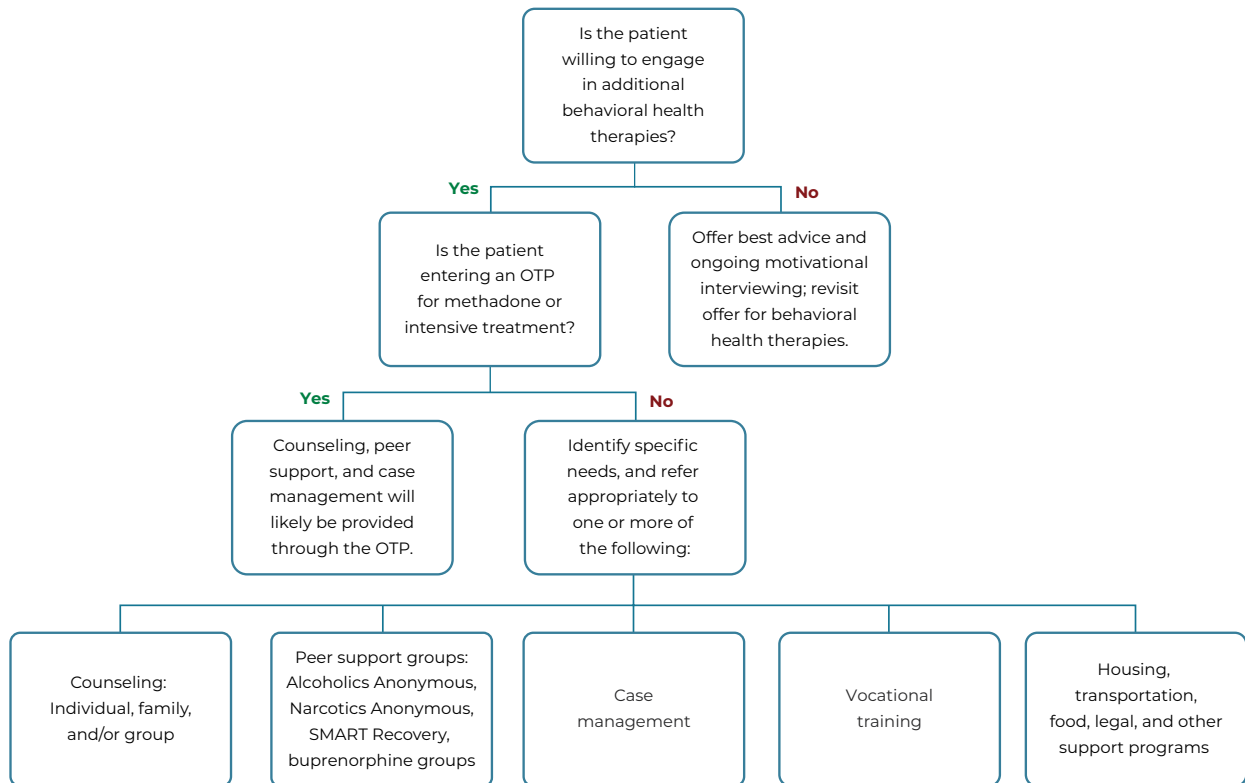 Is the patient
willing to engage
in additional
behavioral health
therapies?
Yes
No
Is the patient
entering an OTP
for methadone or
intensive treatment?
Offer best advice and
ongoing motivational
interviewing; revisit
offer for behavioral
health therapies.
Yes
No
Counseling, peer
support, and case
management will
likely be provided
through the OTP.
Identify specific
needs, and refer
appropriately to
one or more of
the following:
Counseling:
Individual, family,
and/or group
Peer support groups:
Alcoholics Anonymous,
Narcotics Anonymous,
SMART Recovery,
buprenorphine groups
Case
management
Vocational
training
Housing,
transportation,
food, legal, and other
support programs